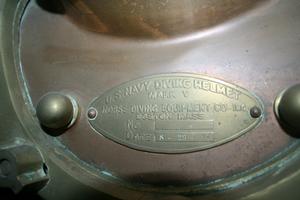 U.S. NAVY DIVING HELMET
MARK V
MORSE DIVING EQUIPMENT CO. INC.
BOSTON MASS
No.
DATE